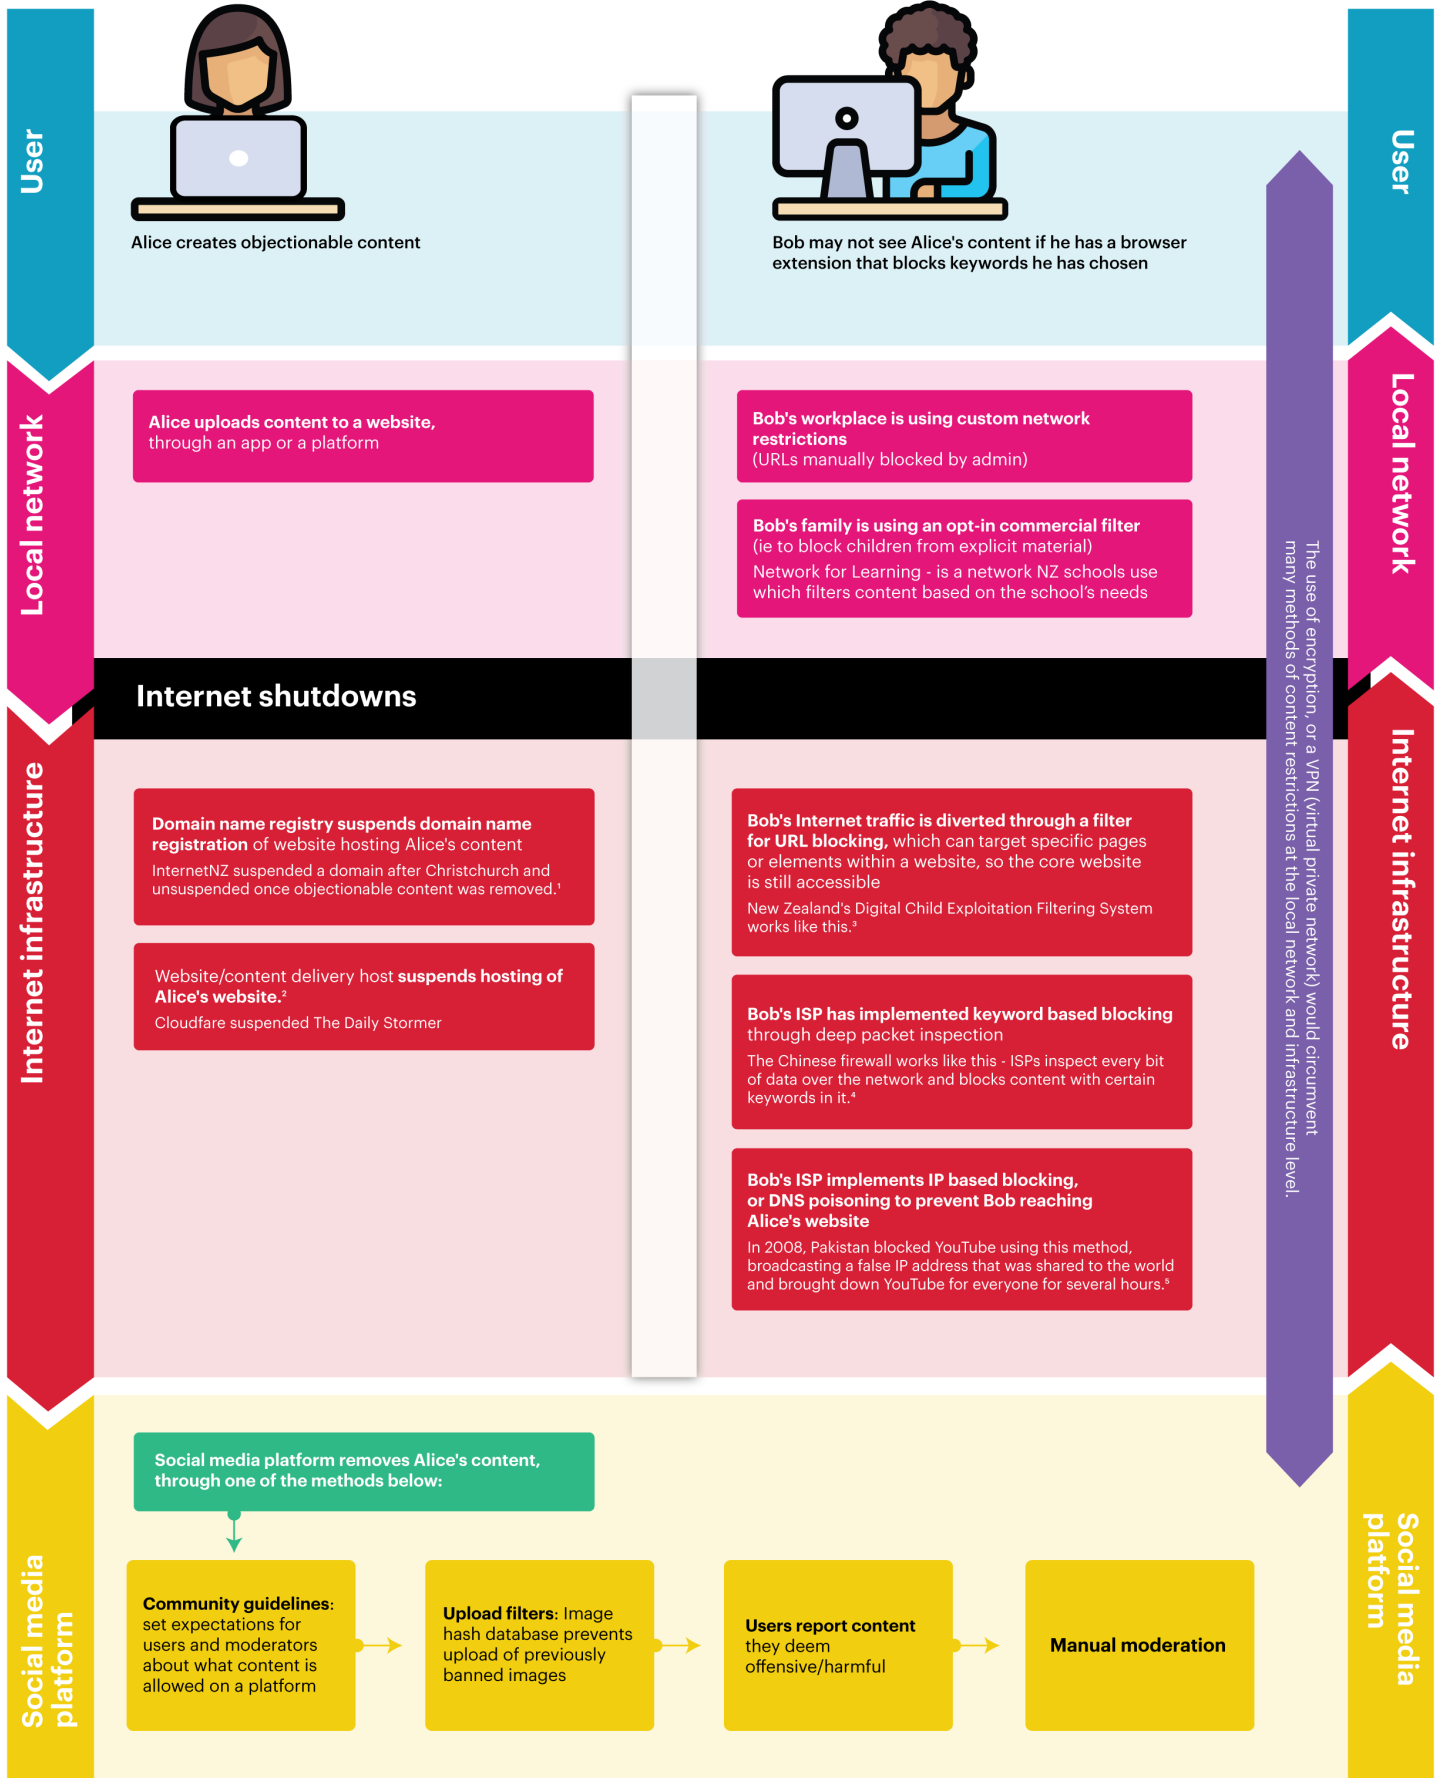 User
User
Alice creates objectionable content
Bob may not see Alice's content if he has a browser
extension that blocks keywords he has chosen
Local network
Local network
Alice uploads content to a website,
through an app or a platform
Bob's workplace is using custom network
restrictions
(URLs manually blocked by admin)
Bob's family is using an opt-in commercial filter
(ie to block children from explicit material)
Network for Learning - is a network NZ schools use
which filters content based on the school’s needs
The use of encryption, or a VPN (virtual private network) would circumvent
many methods of content restrictions at the local network and infrastructure level.
Internet shutdowns
Internet infrastructure
Internet infrastructure
Domain name registry suspends domain name
registration of website hosting Alice's content
InternetNZ suspended a domain after Christchurch and
unsuspended once objectionable content was removed.¹
Website/content delivery host suspends hosting of
Alice's website.²
Cloudfare suspended The Daily Stormer
Bob's Internet traffic is diverted through a filter
for URL blocking, which can target specific pages
or elements within a website, so the core website
is still accessible
New Zealand's Digital Child Exploitation Filtering System
works like this.³
Bob's ISP has implemented keyword based blocking
through deep packet inspection
The Chinese firewall works like this - ISPs inspect every bit
of data over the network and blocks content with certain
keywords in it.⁴
Bob's ISP implements IP based blocking,
or DNS poisoning to prevent Bob reaching
Alice's website
In 2008, Pakistan blocked YouTube using this method,
broadcasting a false IP address that was shared to the world
and brought down YouTube for everyone for several hours.⁵
Social media
platform
Social media
platform
Social media platform removes Alice's content,
through one of the methods below:
Community guidelines:
set expectations for
users and moderators
about what content is
allowed on a platform
Upload filters: Image
hash database prevents
upload of previously
banned images
Users report content
they deem
offensive/harmful
Manual moderation